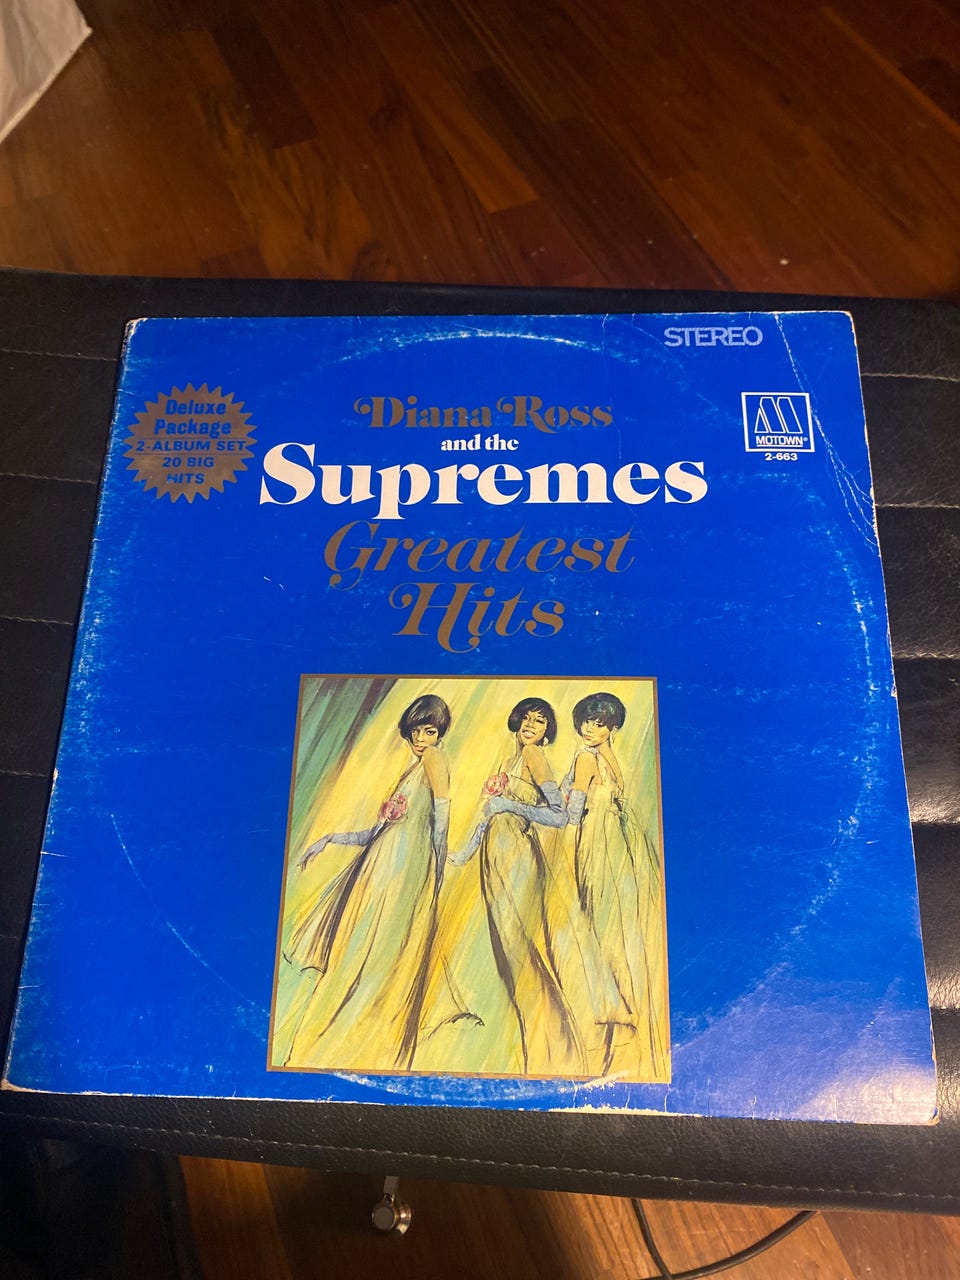 STEREO
Deluxe
Package
2-ALBUM SET
20 BIG
HITS
Diana Ross
and the
Supremes
Greatest
Hits
MOTOWN®
2-663